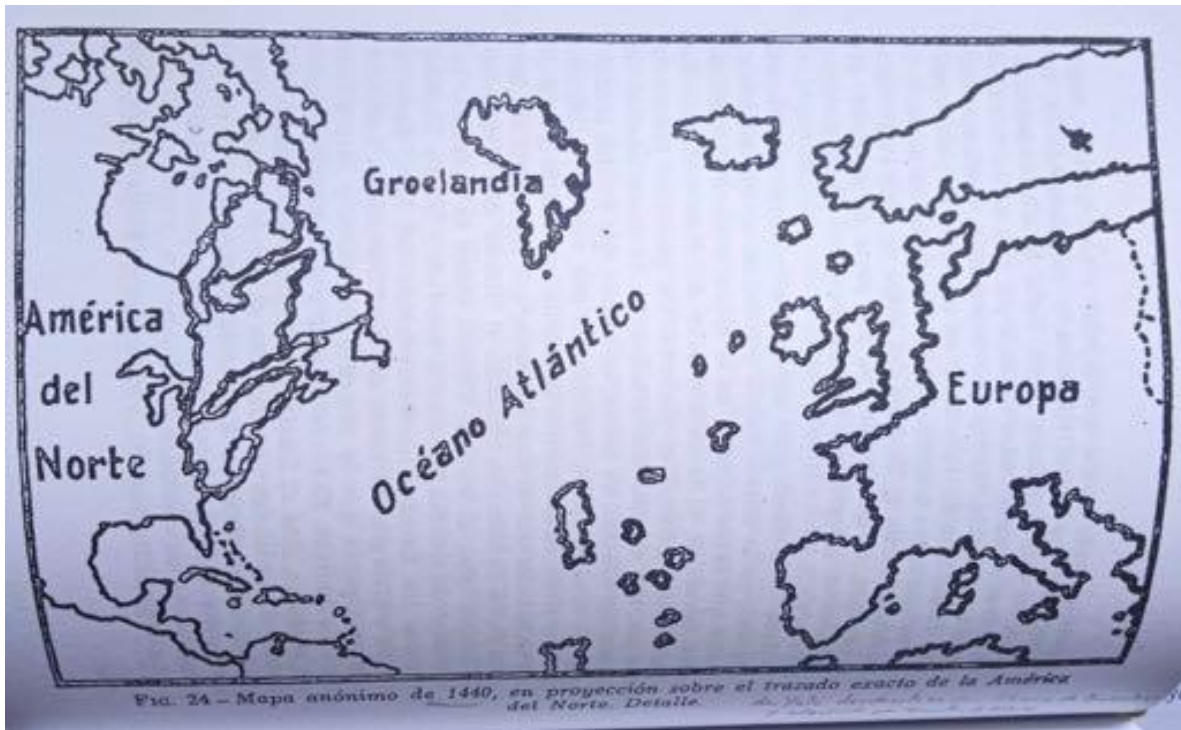 Groelandia
América
del
Norte
Océano Atlántico
Europa
FIG. 24 – Mapa anónimo de 1440, en proyección sobre el trazado exacto de la América
del Norte. Detalle.